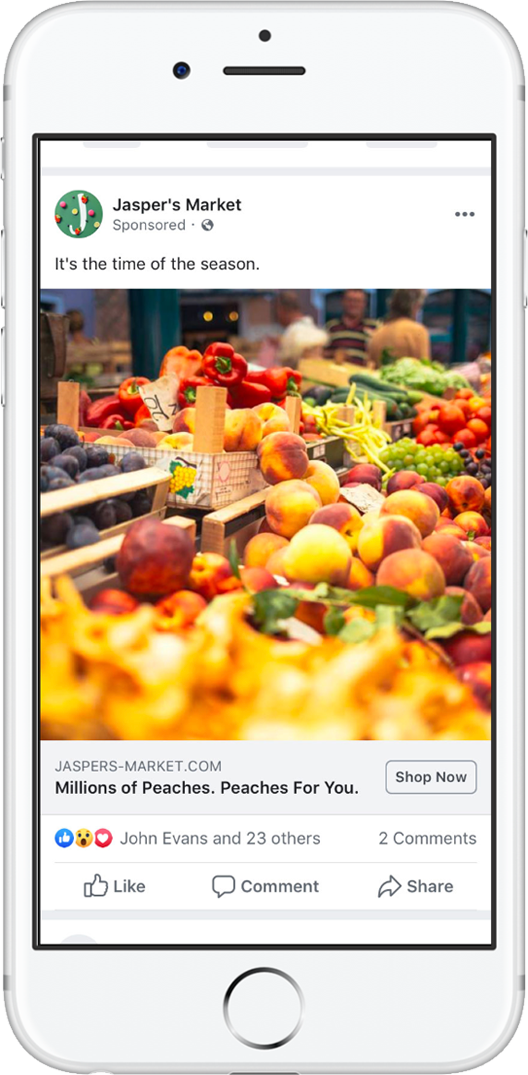 Jasper's Market
Sponsored ·
It's the time of the season.
JASPERS-MARKET.COM
Millions of Peaches. Peaches For You.
Shop Now
John Evans and 23 others
2 Comments
Like
Comment
Share